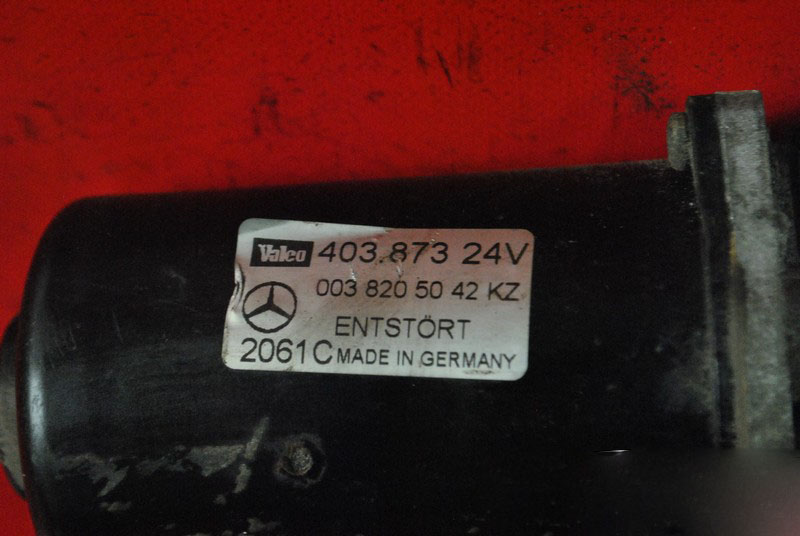 Valeo 403.873 24V
003 820 50 42 KZ
ENTSTÖRT
2061C MADE IN GERMANY